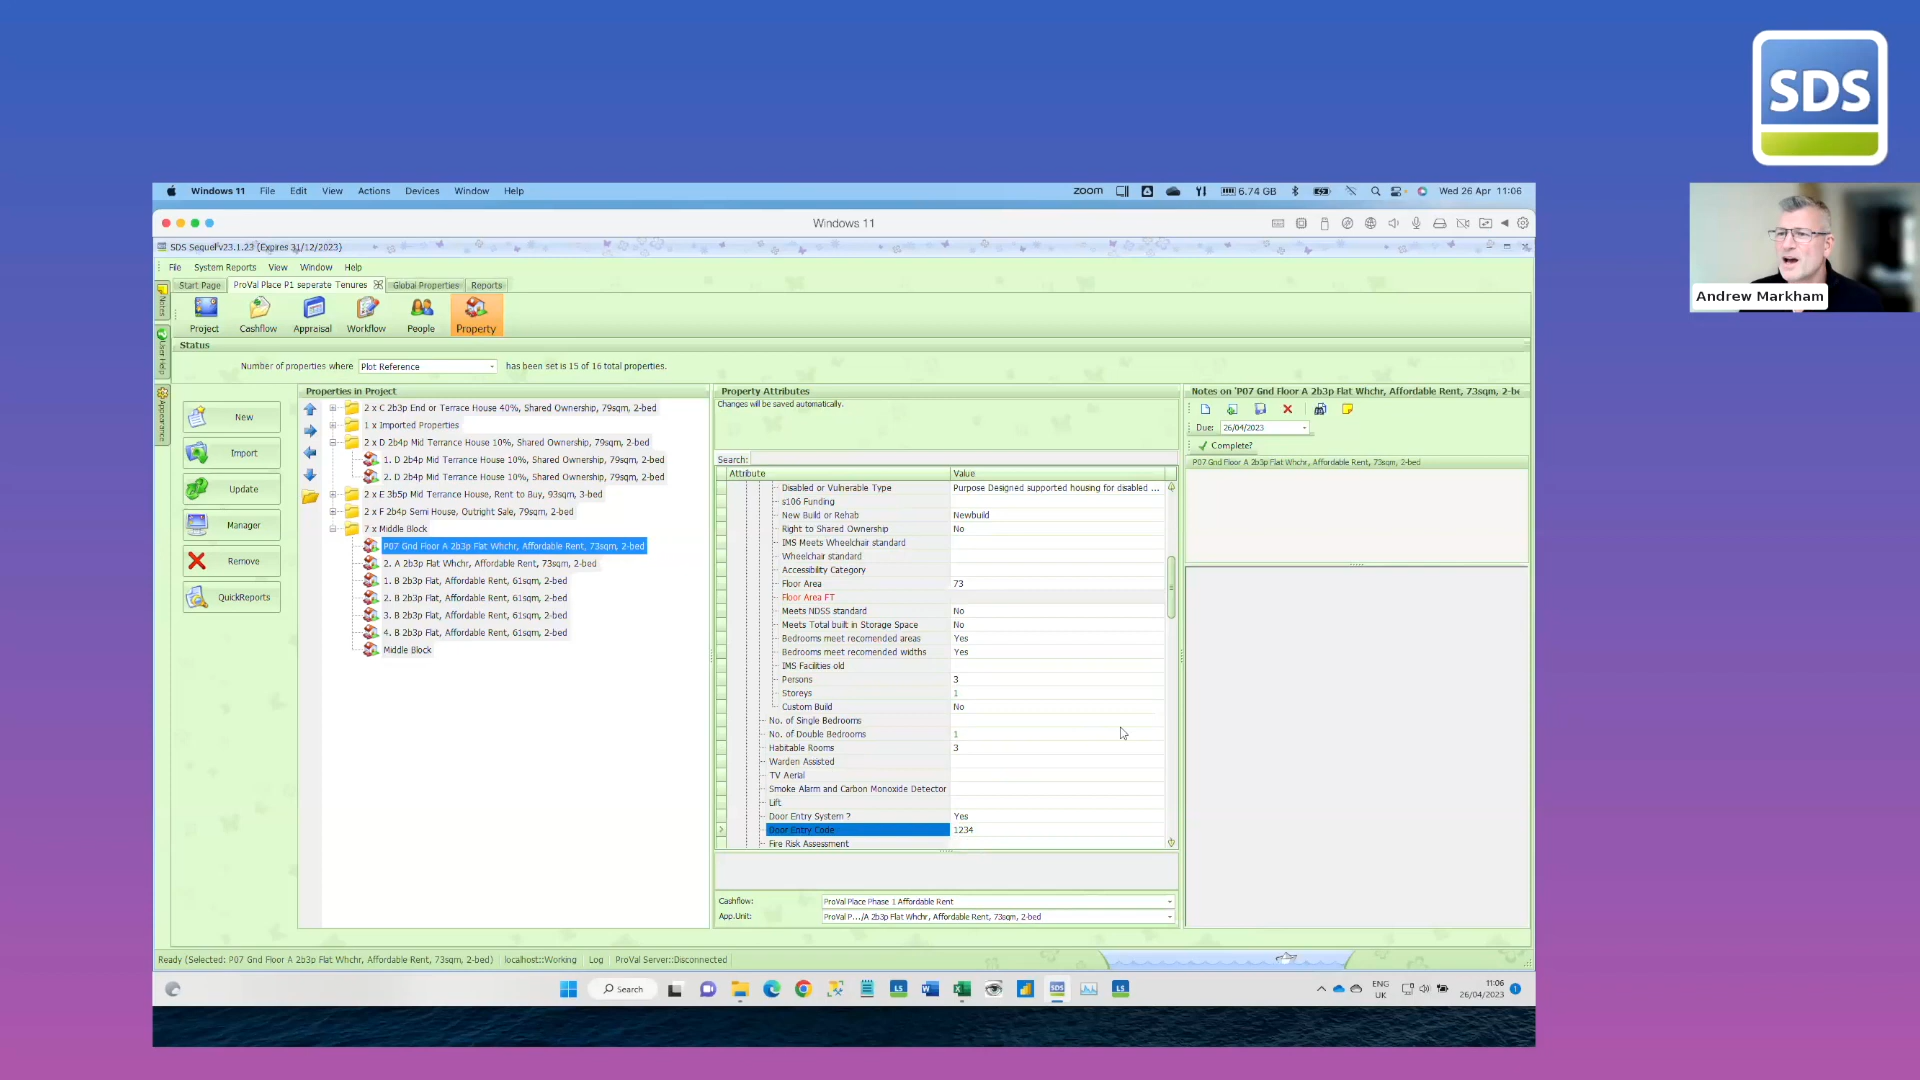 SDS
Andrew Markham
Windows 11 File Edit View Actions Devices Window Help
zoom 6.74 GB Wed 26 Apr 11:06
Windows 11
SDS Sequel v23.1.23 (Expires 31/12/2023)
File System Reports View Window Help
Start Page ProVal Place P1 seperate Tenures Global Properties Reports
Project Cashflow Appraisal Workflow People Property
Notes
User Help
Appearance
Status
Number of properties where Plot Reference has been set is 15 of 16 total properties.
New
Import
Update
Manager
Remove
QuickReports
Properties in Project
2 x C 2b3p End or Terrace House 40%, Shared Ownership, 79sqm, 2-bed
1 x Imported Properties
2 x D 2b4p Mid Terrance House 10%, Shared Ownership, 79sqm, 2-bed
1. D 2b4p Mid Terrance House 10%, Shared Ownership, 79sqm, 2-bed
2. D 2b4p Mid Terrance House 10%, Shared Ownership, 79sqm, 2-bed
2 x E 3b5p Mid Terrance House, Rent to Buy, 93sqm, 3-bed
2 x F 2b4p Semi House, Outright Sale, 79sqm, 2-bed
7 x Middle Block
P07 Gnd Floor A 2b3p Flat Whchr, Affordable Rent, 73sqm, 2-bed
2. A 2b3p Flat Whchr, Affordable Rent, 73sqm, 2-bed
1. B 2b3p Flat, Affordable Rent, 61sqm, 2-bed
2. B 2b3p Flat, Affordable Rent, 61sqm, 2-bed
3. B 2b3p Flat, Affordable Rent, 61sqm, 2-bed
4. B 2b3p Flat, Affordable Rent, 61sqm, 2-bed
Middle Block
Property Attributes
Changes will be saved automatically.
Search:
Attribute Value
Disabled or Vulnerable Type Purpose Designed supported housing for disabled ...
s106 Funding
New Build or Rehab Newbuild
Right to Shared Ownership No
IMS Meets Wheelchair standard
Wheelchair standard
Accessibility Category
Floor Area 73
Floor Area FT
Meets NDSS standard No
Meets Total built in Storage Space No
Bedrooms meet recomended areas Yes
Bedrooms meet recomended widths Yes
IMS Facilities old
Persons 3
Storeys 1
Custom Build No
No. of Single Bedrooms
No. of Double Bedrooms 1
Habitable Rooms 3
Warden Assisted
TV Aerial
Smoke Alarm and Carbon Monoxide Detector
Lift
Door Entry System ? Yes
Door Entry Code 1234
Fire Risk Assessment
Cashflow: ProVal Place Phase 1 Affordable Rent
App.Unit: ProVal P.../A 2b3p Flat Whchr, Affordable Rent, 73sqm, 2-bed
Notes on 'P07 Gnd Floor A 2b3p Flat Whchr, Affordable Rent, 73sqm, 2-be
Due: 26/04/2023
Complete?
P07 Gnd Floor A 2b3p Flat Whchr, Affordable Rent, 73sqm, 2-bed
Ready (Selected: P07 Gnd Floor A 2b3p Flat Whchr, Affordable Rent, 73sqm, 2-bed) localhost::Working Log ProVal Server::Disconnected
Search LS SDS LS
ENG
UK
11:06
26/04/2023
1